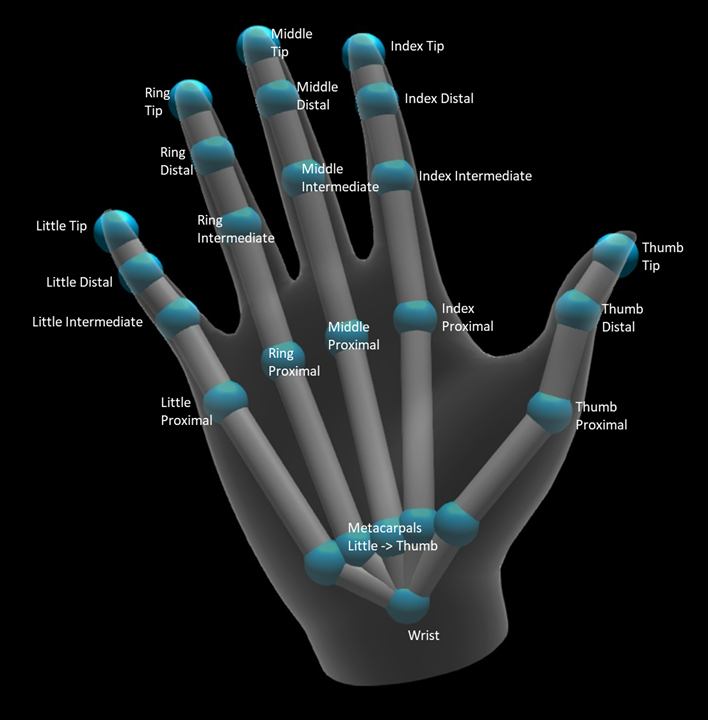 Middle
Tip
Index Tip
Ring
Tip
Middle
Distal
Index Distal
Ring
Distal
Middle
Intermediate
Index Intermediate
Little Tip
Ring
Intermediate
Thumb
Tip
Little Distal
Little Intermediate
Index
Proximal
Thumb
Distal
Middle
Proximal
Ring
Proximal
Little
Proximal
Thumb
Proximal
Metacarpals
Little -> Thumb
Wrist